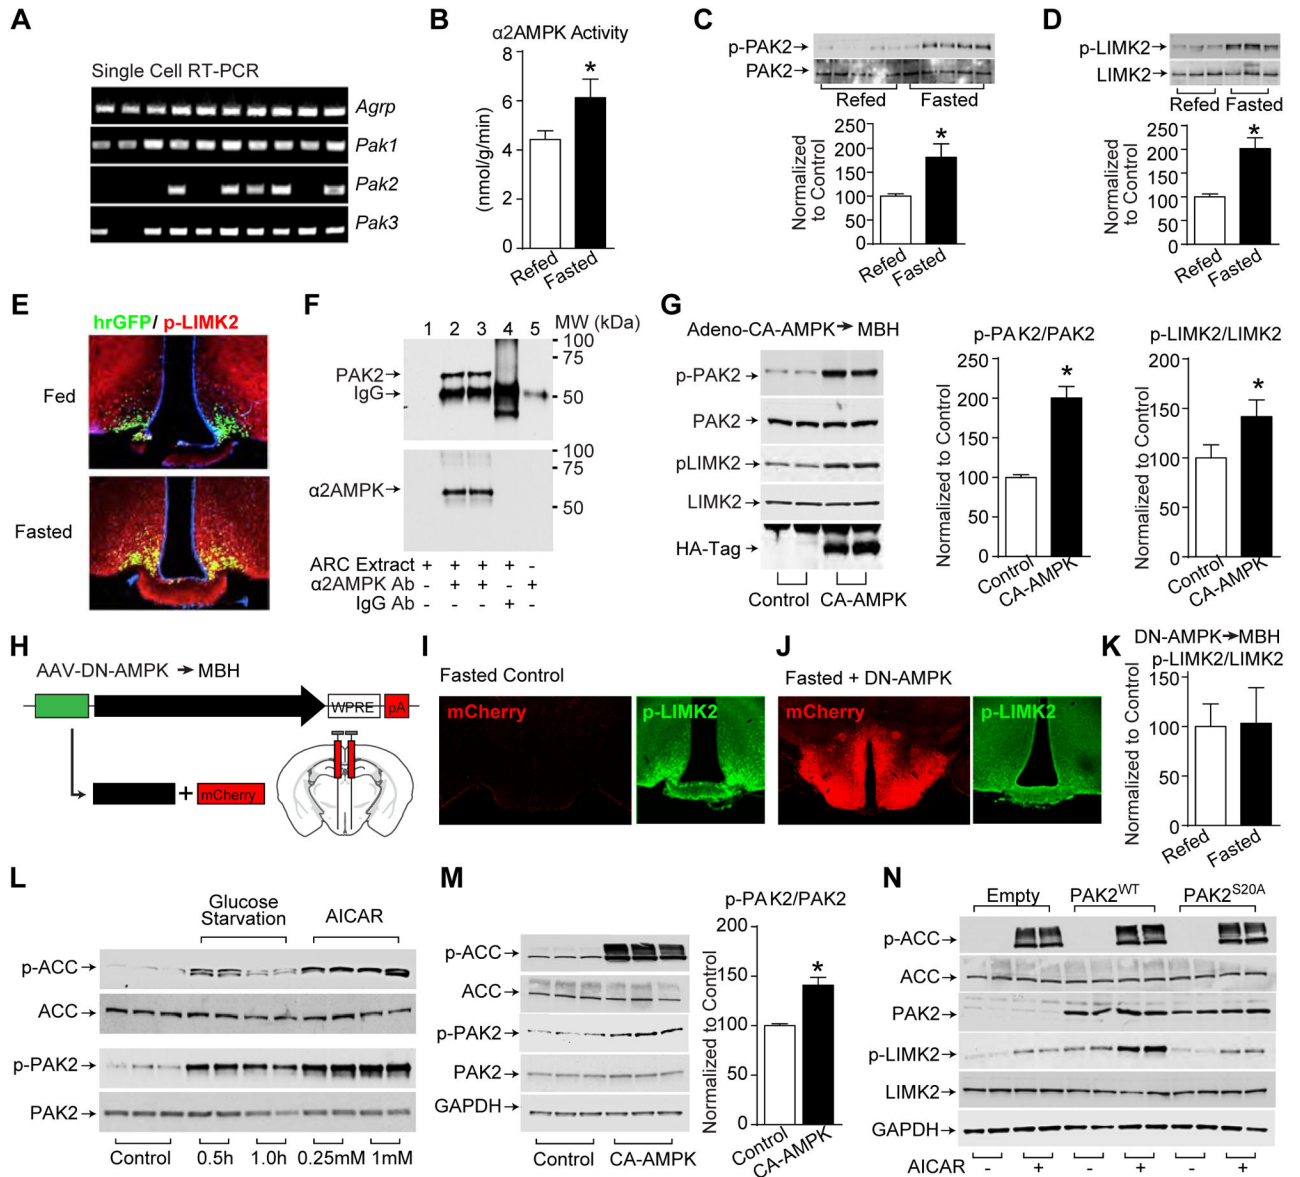 A
Single Cell RT-PCR
Agrp
Pak1
Pak2
Pak3
B
α2AMPK Activity
(nmol/g/min)
8
6
4
2
0
*
Refed
Fasted
C
p-PAK2
PAK2
Refed Fasted
Normalized to Control
250
200
150
100
50
0
*
Refed
Fasted
D
p-LIMK2
LIMK2
Refed Fasted
Normalized to Control
250
200
150
100
50
0
*
Refed
Fasted
E
hrGFP/ p-LIMK2
Fed
Fasted
F
1 2 3 4 5 MW (kDa)
100
75
PAK2
IgG
50
100
75
α2AMPK
50
ARC Extract + + + + -
α2AMPK Ab - + + - +
IgG Ab - - - + -
G
Adeno-CA-AMPK MBH
p-PAK2
PAK2
pLIMK2
LIMK2
HA-Tag
Control CA-AMPK
p-PAK2/PAK2
Normalized to Control
250
200
150
100
50
0
*
Control
CA-AMPK
p-LIMK2/LIMK2
Normalized to Control
200
150
100
50
0
*
Control
CA-AMPK
H
AAV-DN-AMPK MBH
WPRE pA
+ mCherry
I
Fasted Control
mCherry p-LIMK2
J
Fasted + DN-AMPK
mCherry p-LIMK2
K
DN-AMPK MBH
p-LIMK2/LIMK2
Normalized to Control
150
100
50
0
Refed
Fasted
L
Glucose
Starvation AICAR
p-ACC
ACC
p-PAK2
PAK2
Control 0.5h 1.0h 0.25mM 1mM
M
p-ACC
ACC
p-PAK2
PAK2
GAPDH
Control CA-AMPK
p-PAK2/PAK2
Normalized to Control
200
150
100
50
0
*
Control
CA-AMPK
N
Empty PAK2WT PAK2S20A
p-ACC
ACC
PAK2
p-LIMK2
LIMK2
GAPDH
AICAR - + - + - +